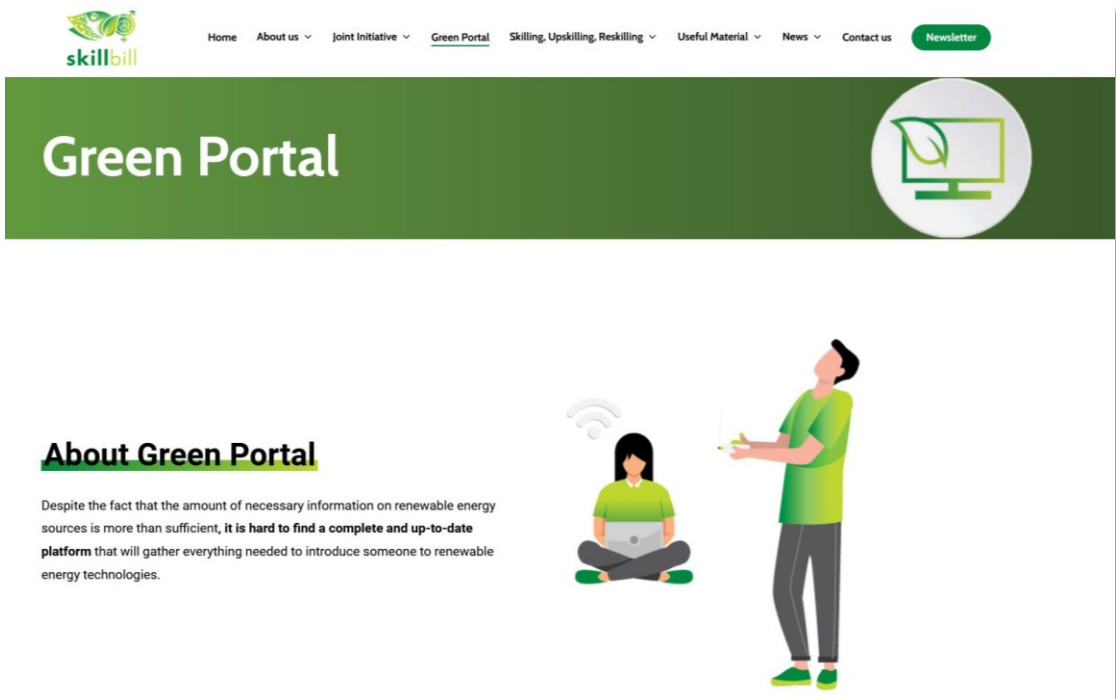 skillbill
Home About us Joint Initiative Green Portal Skilling, Upskilling, Reskilling Useful Material News Contact us Newsletter
Green Portal
About Green Portal
Despite the fact that the amount of necessary information on renewable energy
sources is more than sufficient, it is hard to find a complete and up-to-date
platform that will gather everything needed to introduce someone to renewable
energy technologies.